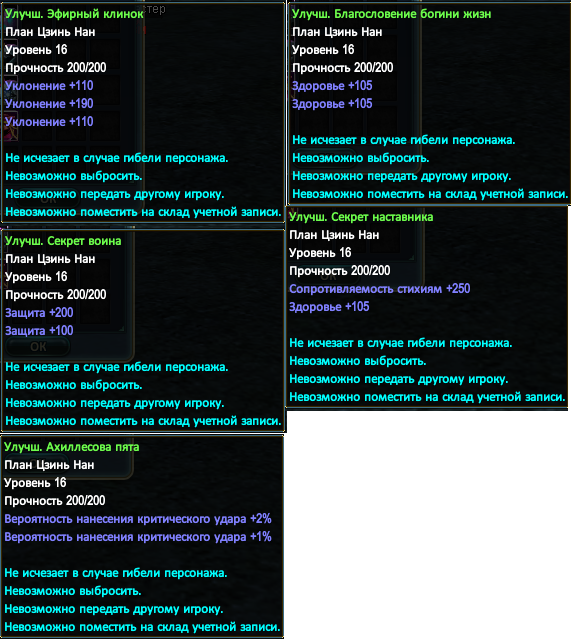 Улучш. Эфирный клинок
План Цзинь Нан
Уровень 16
Прочность 200/200
Уклонение +110
Уклонение +190
Уклонение +110
Не исчезает в случае гибели персонажа.
Невозможно выбросить.
Невозможно передать другому игроку.
Невозможно поместить на склад учетной записи.
Улучш. Благословение богини жизн
План Цзинь Нан
Уровень 16
Прочность 200/200
Здоровье +105
Здоровье +105
Не исчезает в случае гибели персонажа.
Невозможно выбросить.
Невозможно передать другому игроку.
Невозможно поместить на склад учетной записи.
Улучш. Секрет воина
План Цзинь Нан
Уровень 16
Прочность 200/200
Защита +200
Защита +100
OK
Не исчезает в случае гибели персонажа.
Невозможно выбросить.
Невозможно передать другому игроку.
Невозможно поместить на склад учетной записи.
Улучш. Секрет наставника
План Цзинь Нан
Уровень 16
Прочность 200/200
Сопротивляемость стихиям +250
Здоровье +105
Не исчезает в случае гибели персонажа.
Невозможно выбросить.
Невозможно передать другому игроку.
Невозможно поместить на склад учетной записи.
Улучш. Ахиллесова пята
План Цзинь Нан
Уровень 16
Прочность 200/200
Вероятность нанесения критического удара +2%
Вероятность нанесения критического удара +1%
Не исчезает в случае гибели персонажа.
Невозможно выбросить.
Невозможно передать другому игроку.
Невозможно поместить на склад учетной записи.